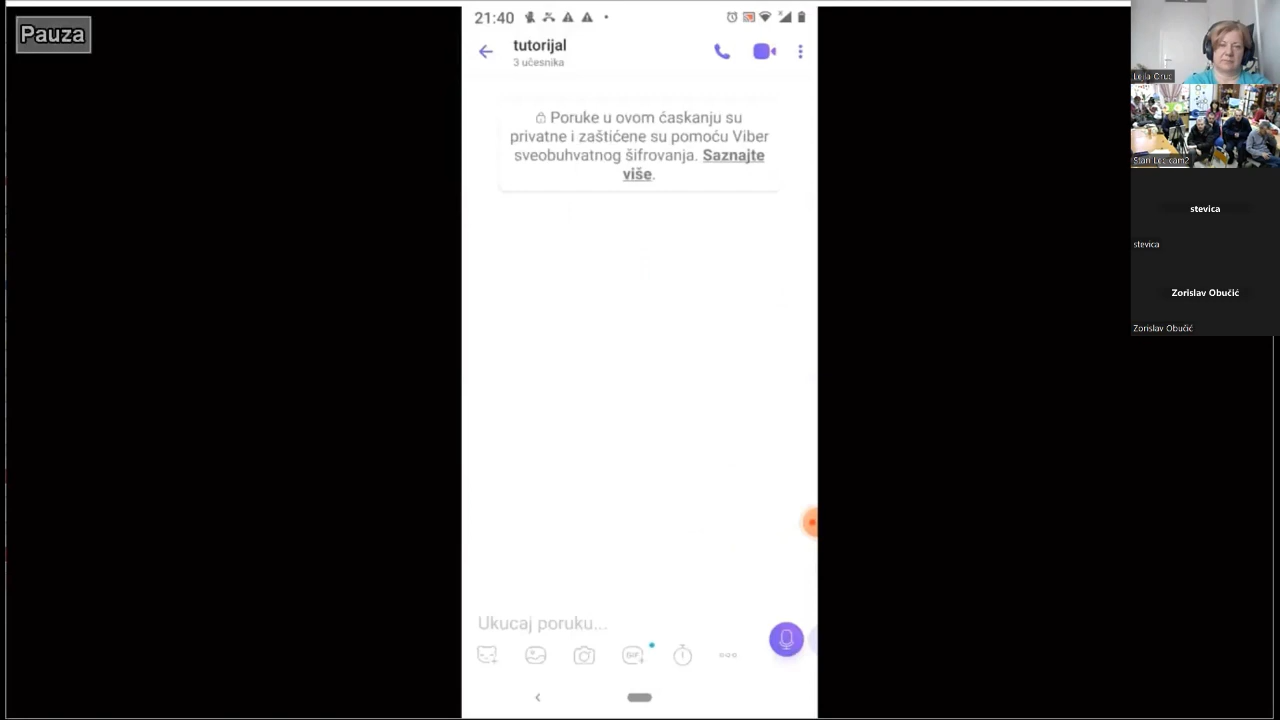 Pauza
21:40
tutorijal
3 učesnika
Poruke u ovom ćaskanju su
privatne i zaštićene su pomoću Viber
sveobuhvatnog šifrovanja. Saznajte
više.
Ukucaj poruku...
GIF
stevica
stevica
Zorislav Obučić
Zorislav Obučić